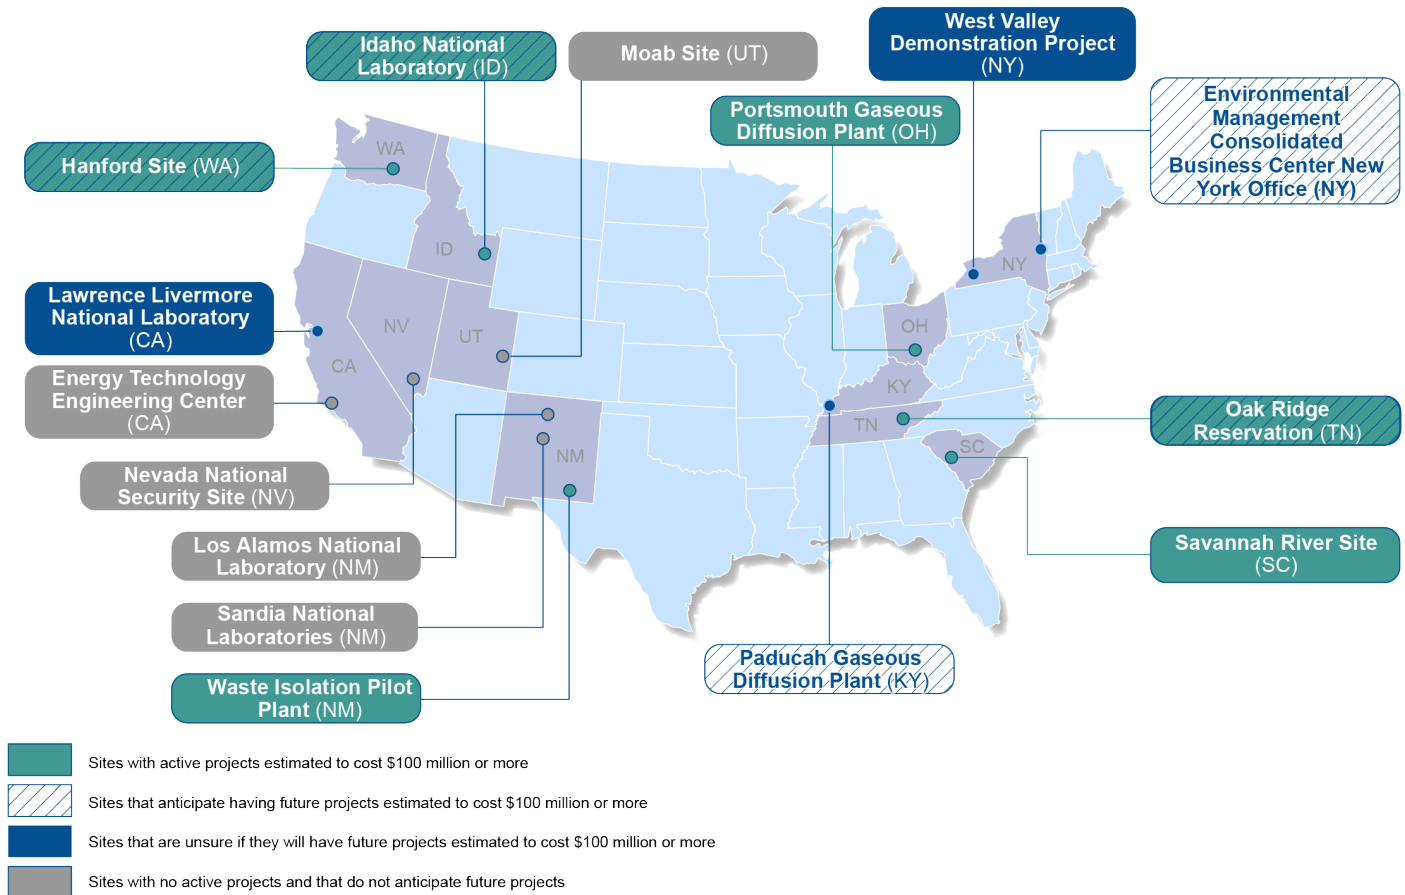 Idaho National
Laboratory (ID)
Moab Site (UT)
West Valley
Demonstration Project
(NY)
Portsmouth Gaseous
Diffusion Plant (OH)
Environmental
Management
Consolidated
Business Center New
York Office (NY)
Hanford Site (WA)
WA
ID
NY
Lawrence Livermore
National Laboratory
(CA)
NV
UT
OH
CA
KY
Energy Technology
Engineering Center
(CA)
TN
Oak Ridge
Reservation (TN)
SC
NM
Nevada National
Security Site (NV)
Los Alamos National
Laboratory (NM)
Savannah River Site
(SC)
Sandia National
Laboratories (NM)
Paducah Gaseous
Diffusion Plant (KY)
Waste Isolation Pilot
Plant (NM)
Sites with active projects estimated to cost $100 million or more
Sites that anticipate having future projects estimated to cost $100 million or more
Sites that are unsure if they will have future projects estimated to cost $100 million or more
Sites with no active projects and that do not anticipate future projects